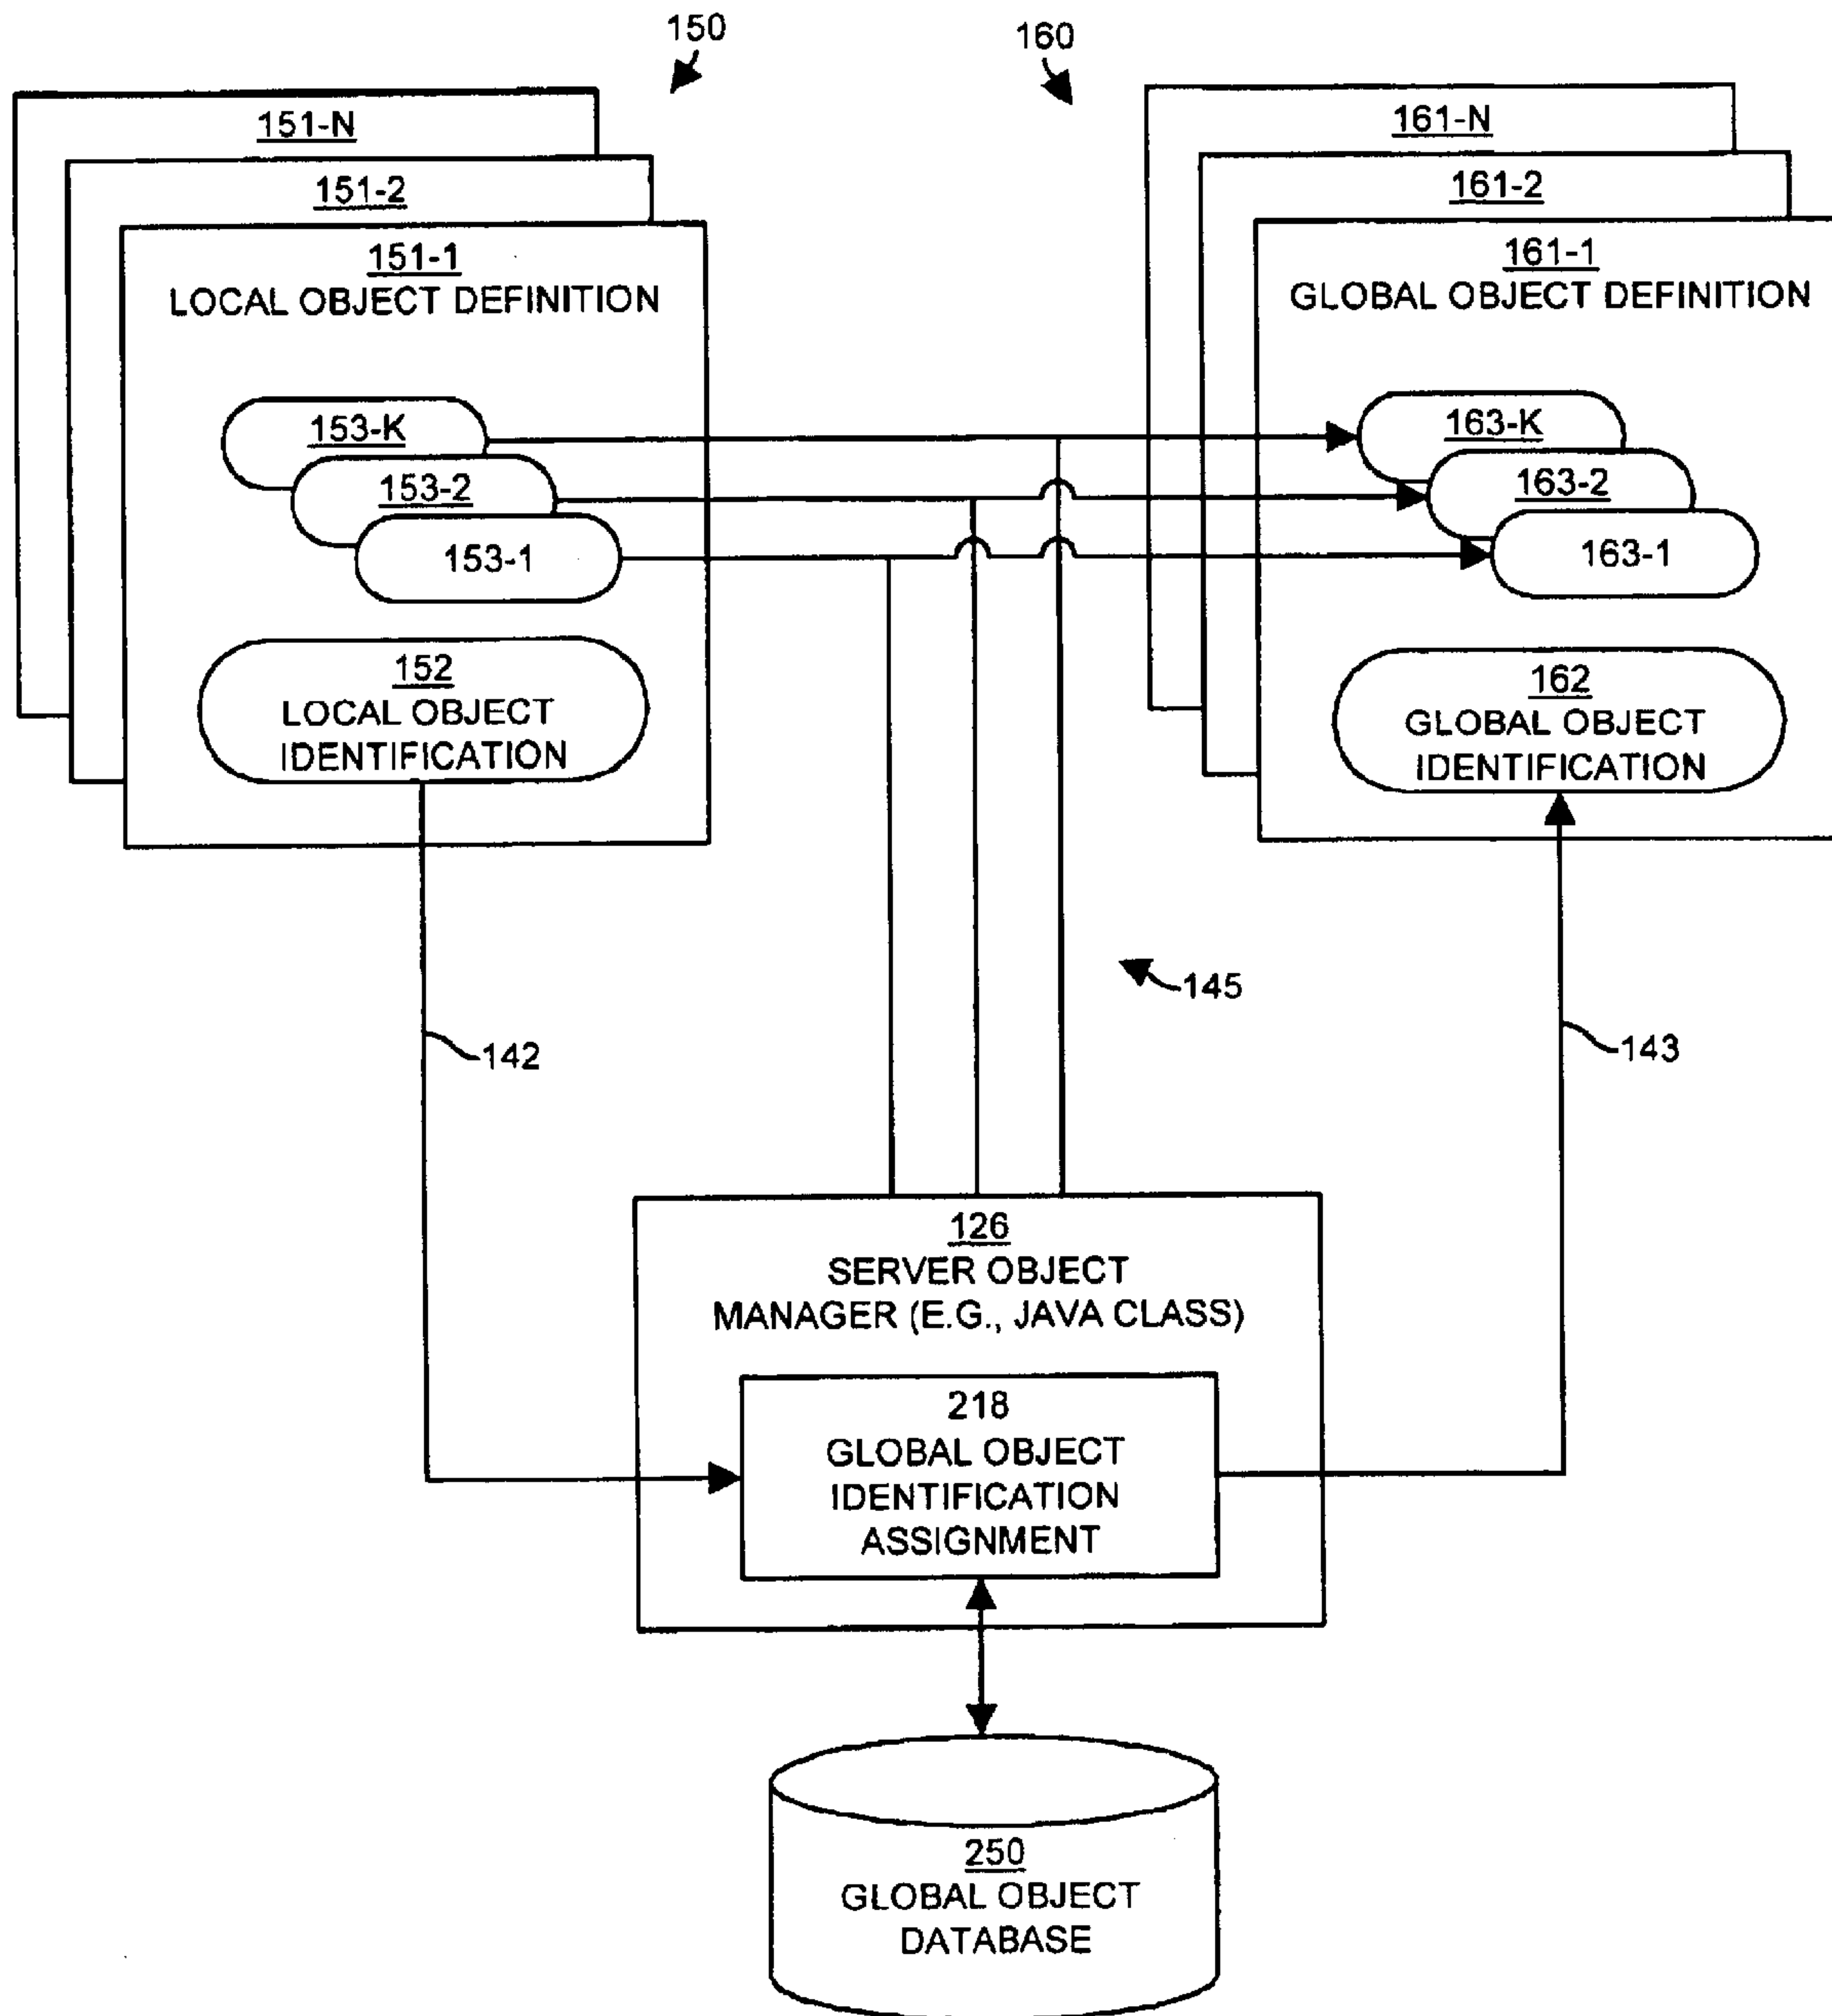 150
160
151-N
151-2
151-1
LOCAL OBJECT DEFINITION
153-K
153-2
153-1
152
LOCAL OBJECT
IDENTIFICATION
161-N
161-2
161-1
GLOBAL OBJECT DEFINITION
163-K
163-2
163-1
162
GLOBAL OBJECT
IDENTIFICATION
145
142
143
126
SERVER OBJECT
MANAGER (E.G., JAVA CLASS)
218
GLOBAL OBJECT
IDENTIFICATION
ASSIGNMENT
250
GLOBAL OBJECT
DATABASE